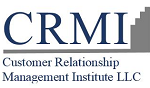 CRMI
Customer Relationship
Management Institute LLC